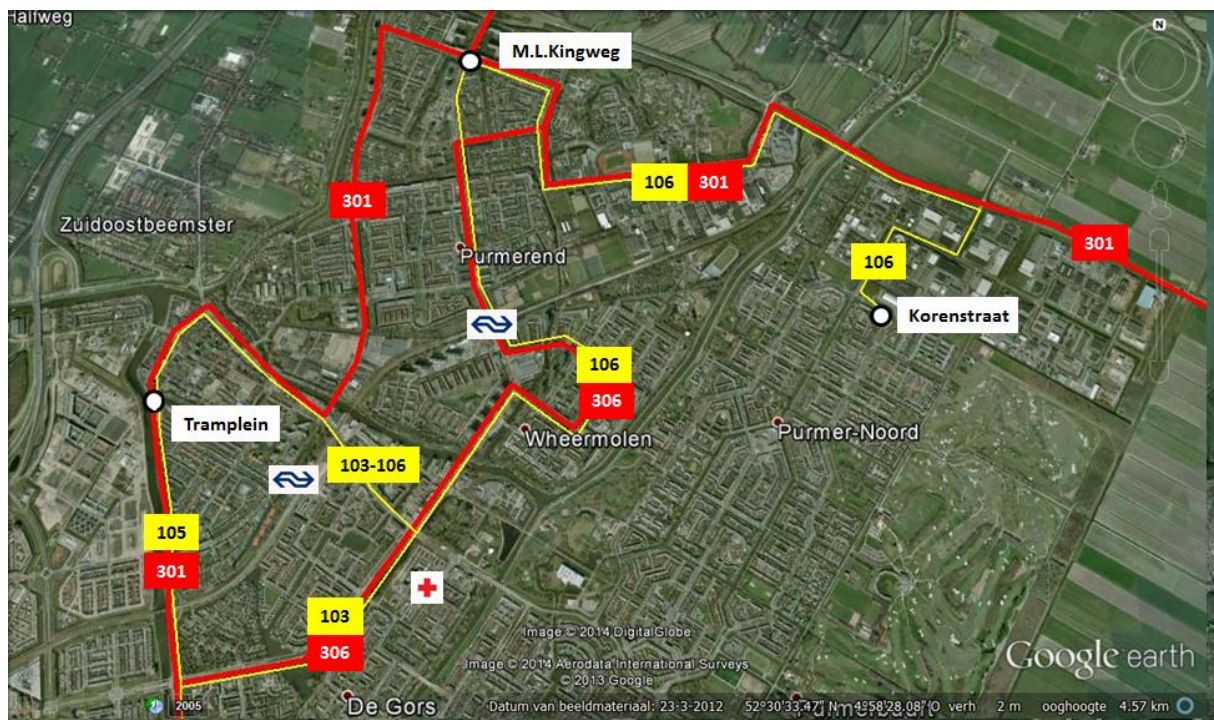 Halfweg
N
M.L.Kingweg
106
301
301
Zuidoostbeemster
301
Purmerend
106
Korenstraat
106
306
Tramplein
Wheermolen
Purmer-Noord
103-106
105
301
103
306
Image © 2014 DigitalGlobe
Image © 2014 Aerodata International Surveys
© 2013 Google
Google earth
2005
De Gors
Datum van beeldmateriaal: 23-3-2012 52°30'33.47" N 4°58'28.08" O verh 2 m ooghoogte 4.57 km